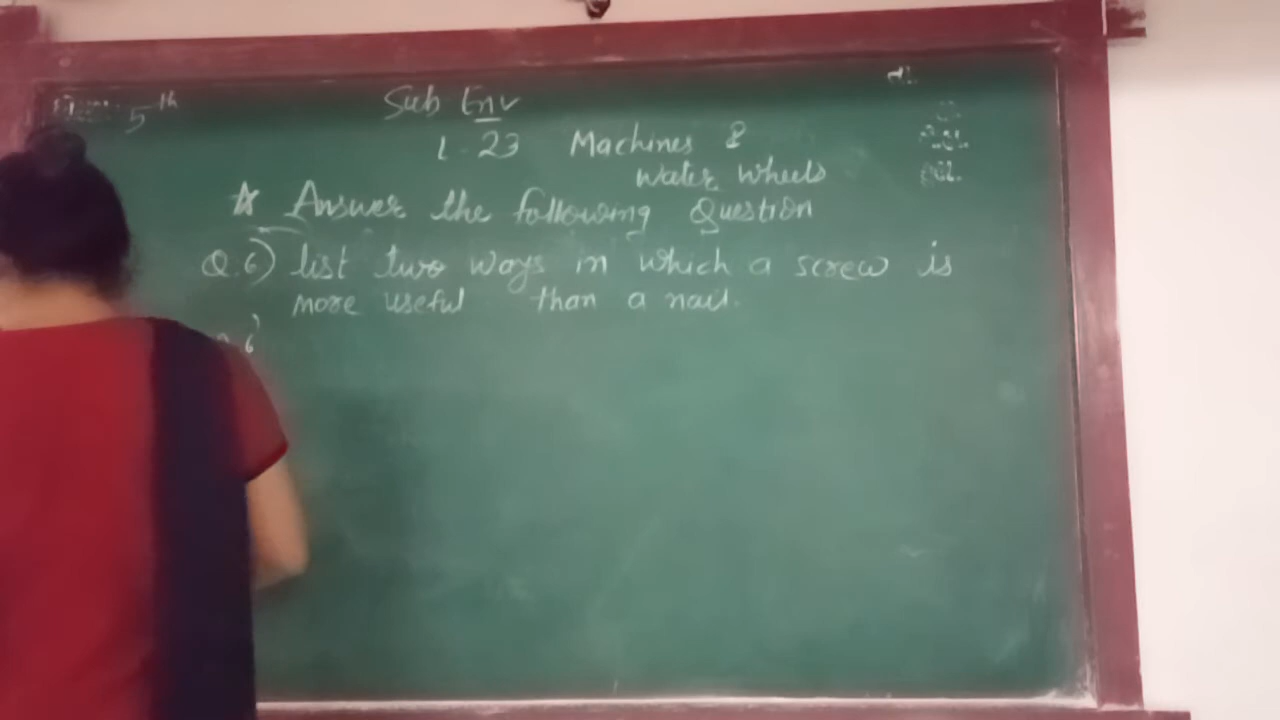 5th
Sub Env
L-23 Machines &
Water Wheels
☆ Answer the following Question
Q.6) list two ways in which a screw is
more useful than a nail.
6)